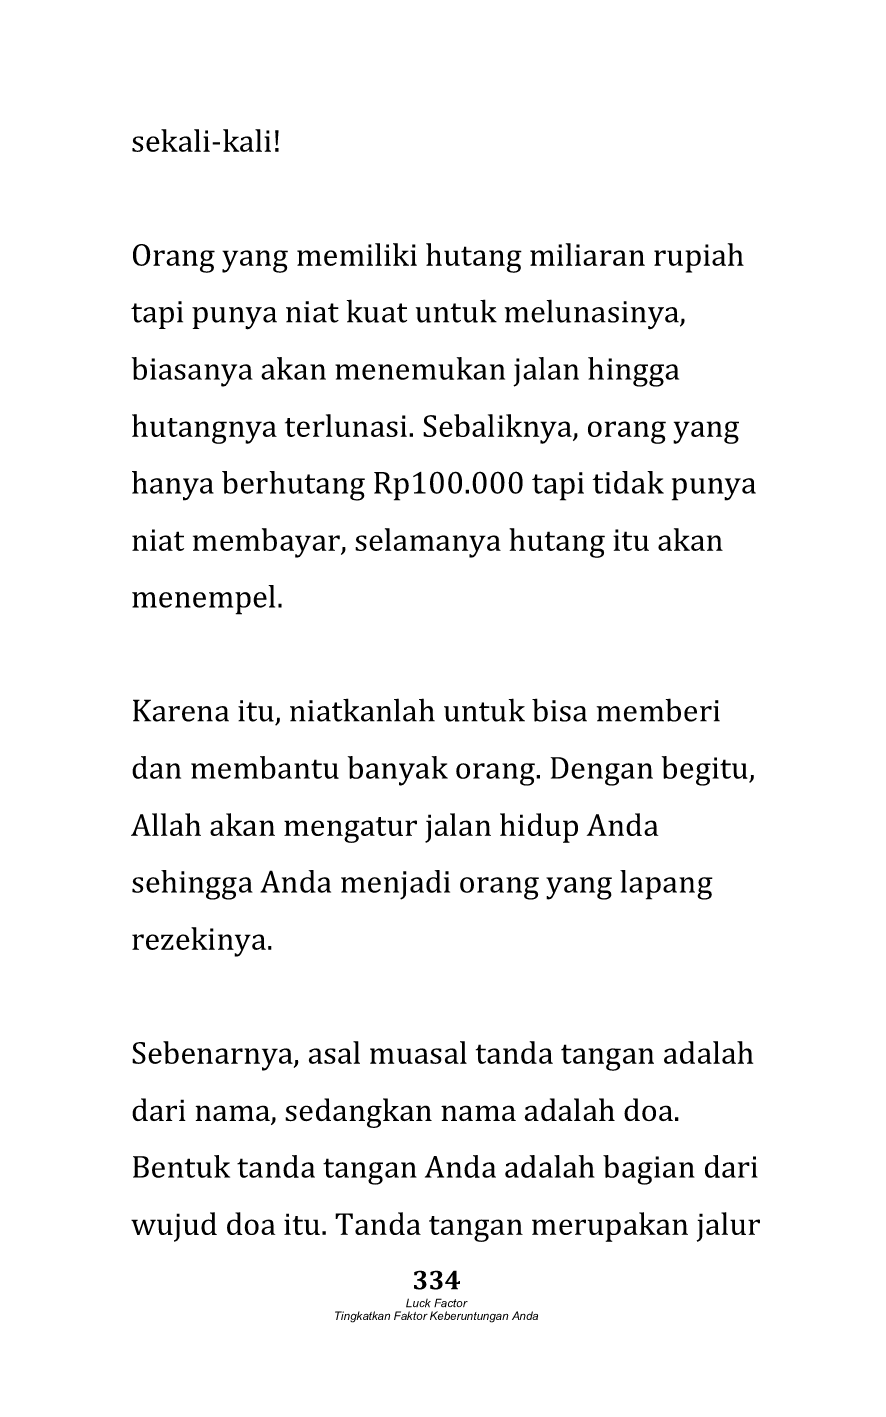 sekali-kali!
Orang yang memiliki hutang miliaran rupiah
tapi punya niat kuat untuk melunasinya,
biasanya akan menemukan jalan hingga
hutangnya terlunasi. Sebaliknya, orang yang
hanya berhutang Rp100.000 tapi tidak punya
niat membayar, selamanya hutang itu akan
menempel.
Karena itu, niatkanlah untuk bisa memberi
dan membantu banyak orang. Dengan begitu,
Allah akan mengatur jalan hidup Anda
sehingga Anda menjadi orang yang lapang
rezekinya.
Sebenarnya, asal muasal tanda tangan adalah
dari nama, sedangkan nama adalah doa.
Bentuk tanda tangan Anda adalah bagian dari
wujud doa itu. Tanda tangan merupakan jalur
334
Luck Factor
Tingkatkan Faktor Keberuntungan Anda